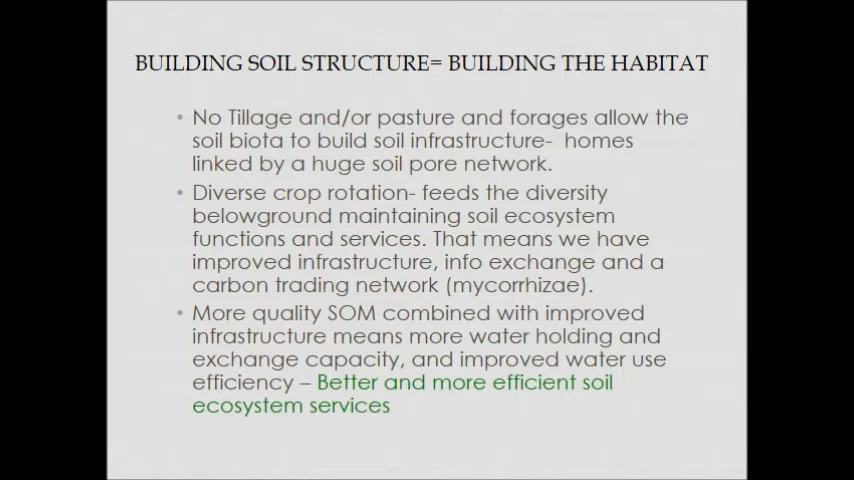 BUILDING SOIL STRUCTURE= BUILDING THE HABITAT
• No Tillage and/or pasture and forages allow the
soil biota to build soil infrastructure- homes
linked by a huge soil pore network.
• Diverse crop rotation- feeds the diversity
belowground maintaining soil ecosystem
functions and services. That means we have
improved infrastructure, info exchange and a
carbon trading network (mycorrhizae).
• More quality SOM combined with improved
infrastructure means more water holding and
exchange capacity, and improved water use
efficiency – Better and more efficient soil
ecosystem services